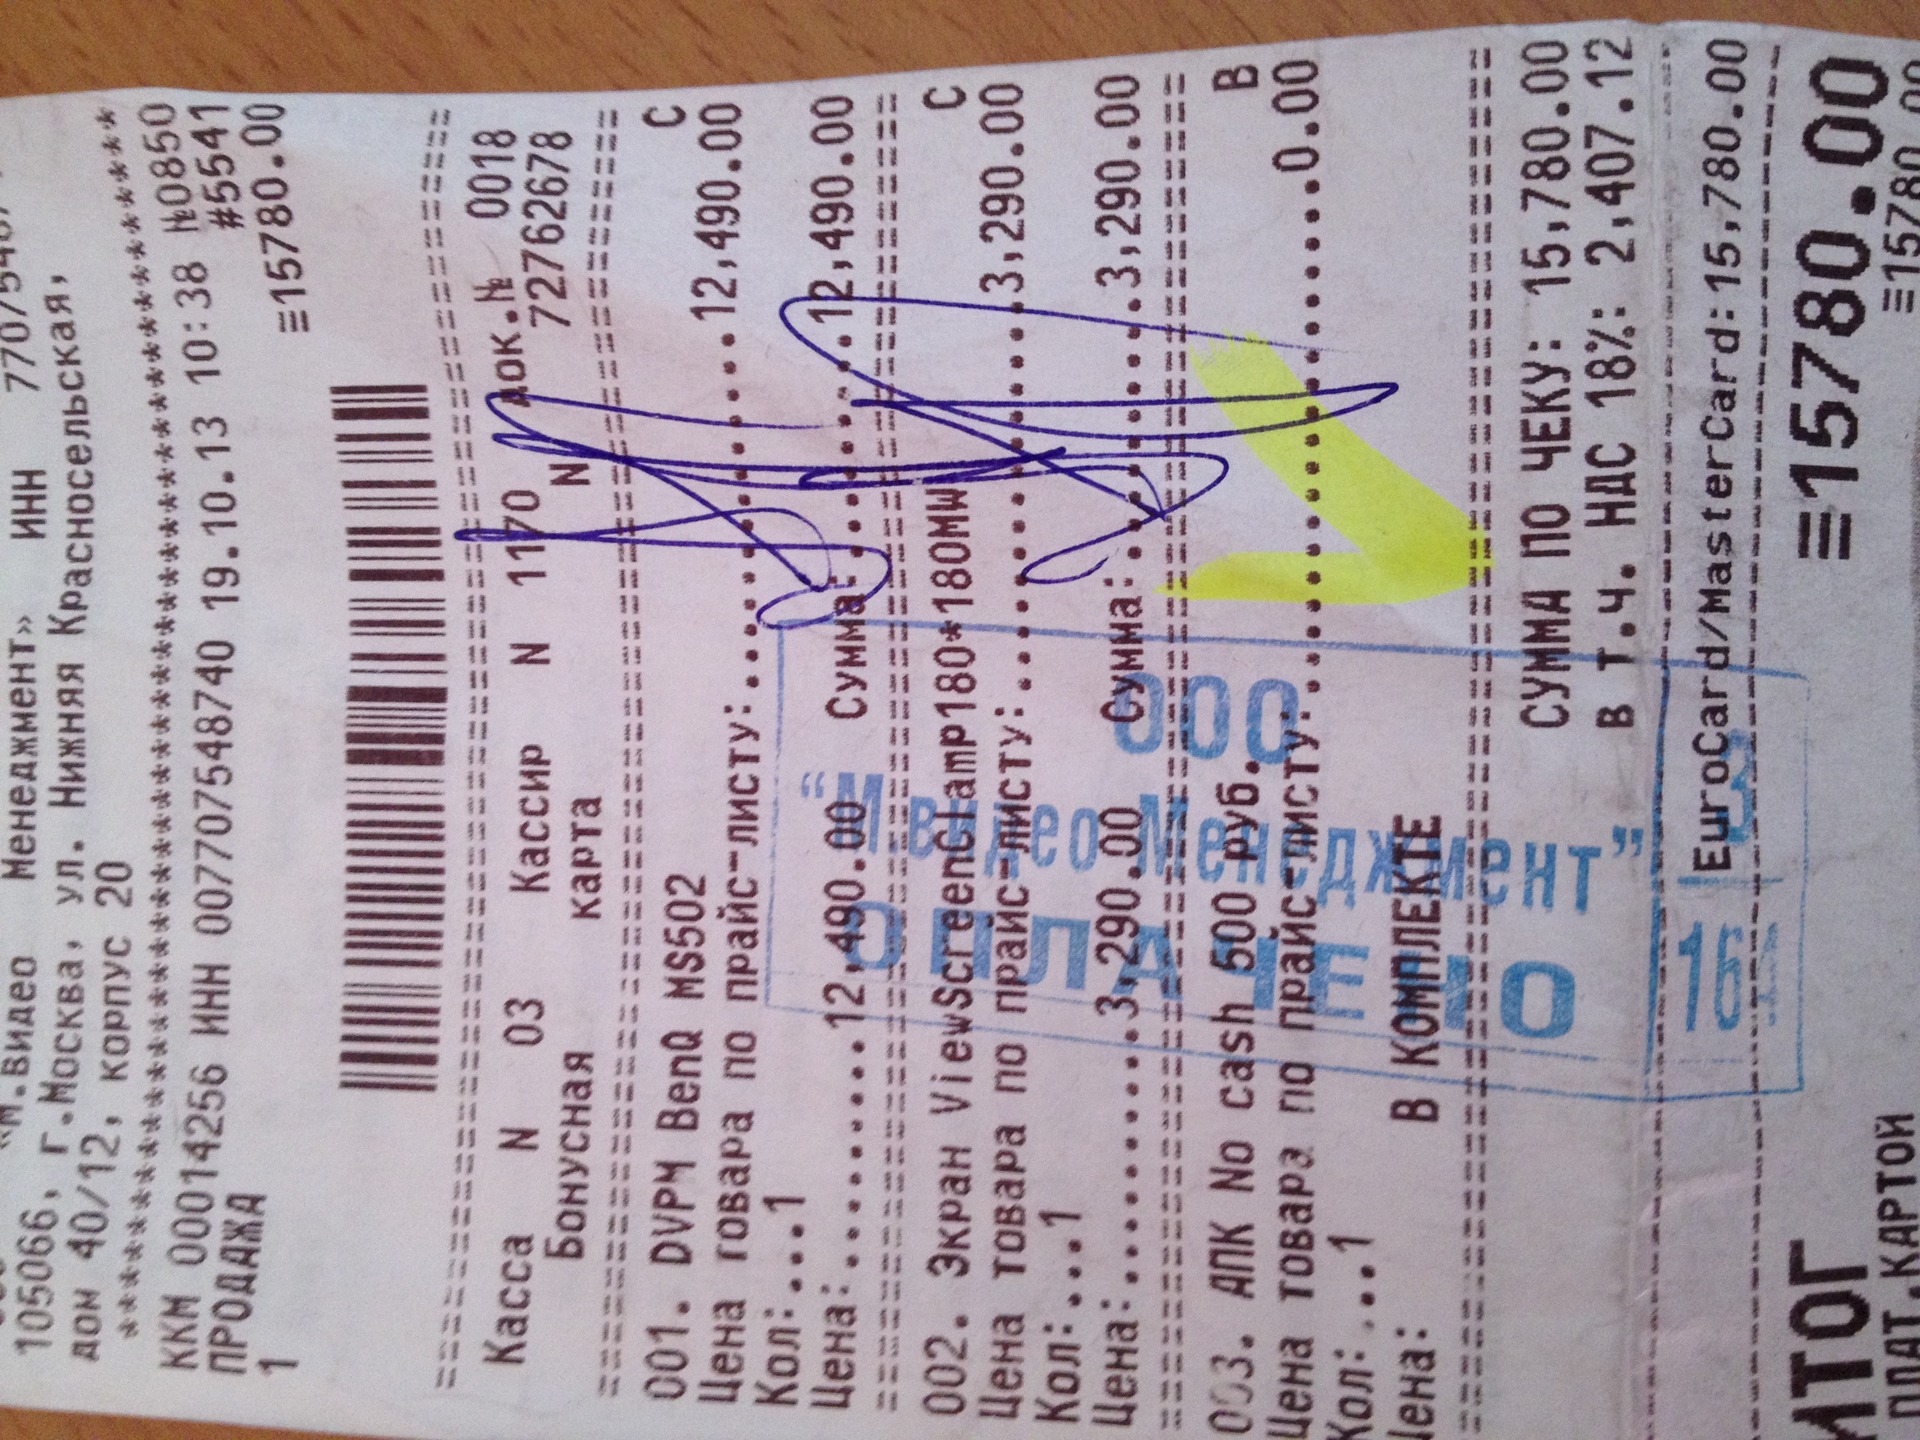 «М.видео Менеджмент» ИНН
105066, г.Москва, ул. Нижняя Красносельская,
дом 40/12, корпус 20
************************************************
ККМ 00014256 ИНН 007707548740 19.10.13 10:38 №0850
ПРОДАЖА #5541
1 ≡15780.00
================================================
Касса N 03 Кассир N 1170 док.№ 0018
Бонусная карта N 72762678
================================================
001. DVPM BenQ MS502 C
Цена товара по прайс-листу:......12,490.00
Кол:....1
Цена:..........12,490.00 Сумма:......12,490.00
================================================
002. Экран ViewScreenClamp180*180MW C
Цена товара по прайс-листу:......3,290.00
Кол:....1
Цена:..........3,290.00 Сумма:......3,290.00
================================================
003. АПК No cash 500 руб. B
Цена товара по прайс-листу:..........0.00
Кол:....1
Цена: В КОМПЛЕКТЕ
================================================
СУММА ПО ЧЕКУ: 15,780.00
В Т.Ч. НДС 18%: 2,407.12
EuroCard/MasterCard:15,780.00
ИТОГ ≡15780.00
ПЛАТ.КАРТОЙ ≡15780.00
ООО
“М видео Менеджмент”
ОПЛАЧЕНО
16